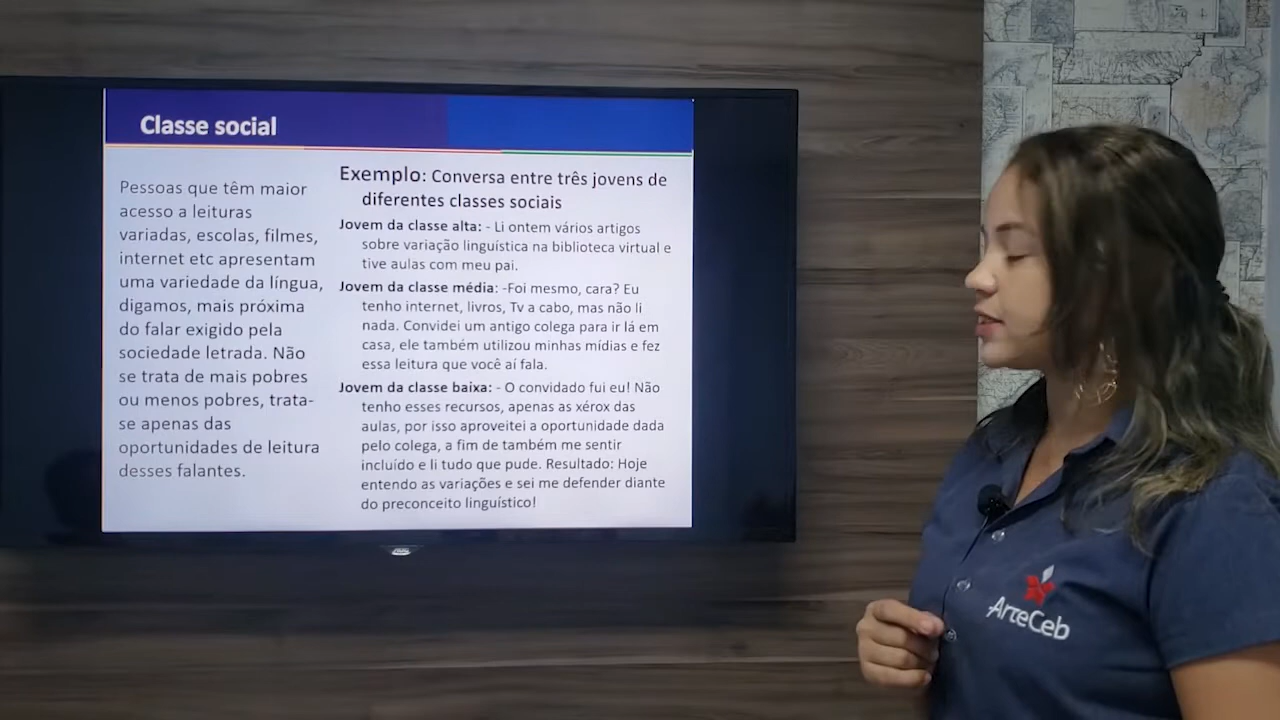 Classe social
Pessoas que têm maior
acesso a leituras
variadas, escolas, filmes,
internet etc apresentam
uma variedade da língua,
digamos, mais próxima
do falar exigido pela
sociedade letrada. Não
se trata de mais pobres
ou menos pobres, trata-
se apenas das
oportunidades de leitura
desses falantes.
Exemplo: Conversa entre três jovens de
diferentes classes sociais
Jovem da classe alta: - Li ontem vários artigos
sobre variação linguística na biblioteca virtual e
tive aulas com meu pai.
Jovem da classe média: -Foi mesmo, cara? Eu
tenho internet, livros, Tv a cabo, mas não li
nada. Convidei um antigo colega para ir lá em
casa, ele também utilizou minhas mídias e fez
essa leitura que você aí fala.
Jovem da classe baixa: - O convidado fui eu! Não
tenho esses recursos, apenas as xérox das
aulas, por isso aproveitei a oportunidade dada
pelo colega, a fim de também me sentir
incluído e li tudo que pude. Resultado: Hoje
entendo as variações e sei me defender diante
do preconceito linguístico!
ArteCeb